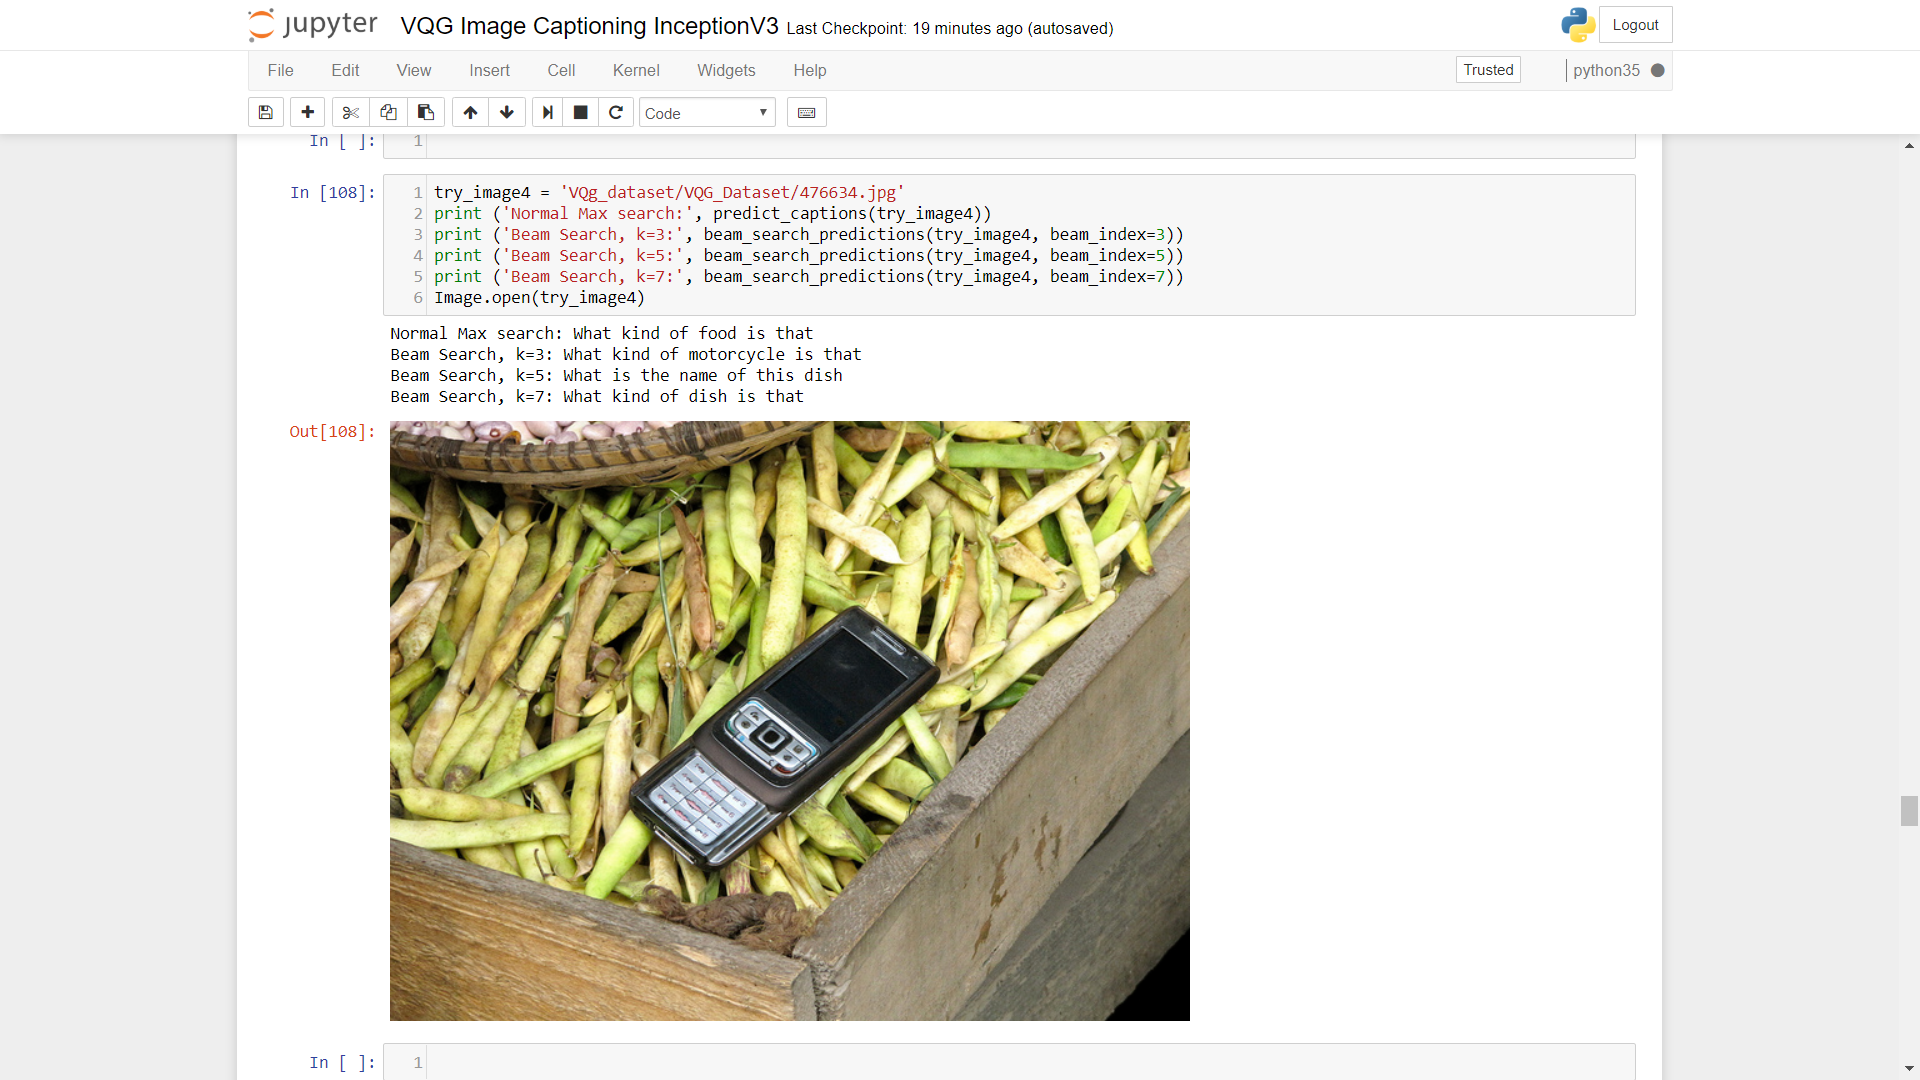 jupyter VQG Image Captioning InceptionV3 Last Checkpoint: 19 minutes ago (autosaved) Logout
File Edit View Insert Cell Kernel Widgets Help Trusted python35
Code
In [ ]: 1
In [108]:
1 try_image4 = 'VQg_dataset/VQG_Dataset/476634.jpg'
2 print ('Normal Max search:', predict_captions(try_image4))
3 print ('Beam Search, k=3:', beam_search_predictions(try_image4, beam_index=3))
4 print ('Beam Search, k=5:', beam_search_predictions(try_image4, beam_index=5))
5 print ('Beam Search, k=7:', beam_search_predictions(try_image4, beam_index=7))
6 Image.open(try_image4)
Normal Max search: What kind of food is that
Beam Search, k=3: What kind of motorcycle is that
Beam Search, k=5: What is the name of this dish
Beam Search, k=7: What kind of dish is that
Out[108]:
In [ ]: 1